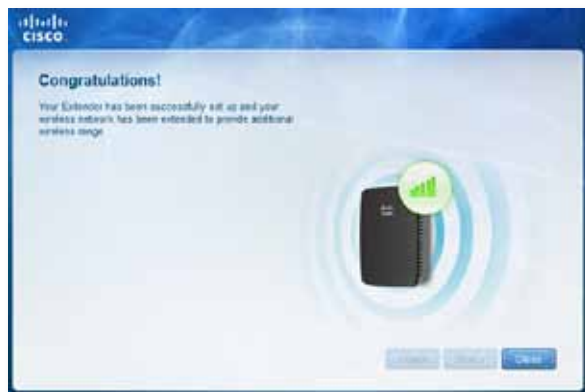 CISCO
Congratulations!
Your Extender has been successfully set up and your
wireless network has been extended to provide additional
wireless range
Close